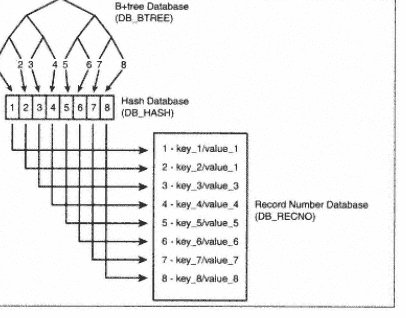 B+tree Database
(DB_BTREE)
2 3 4 5 6 7 8
Hash Database
(DB_HASH)
1 2 3 4 5 6 7 8
1 - key_1/value_1
2 - key_2/value_1
3 - key_3/value_3
4 - key_4/value_4
5 - key_5/value_5
6 - key_6/value_6
7 - key_7/value_7
8 - key_8/value_8
Record Number Database
(DB_RECNO)